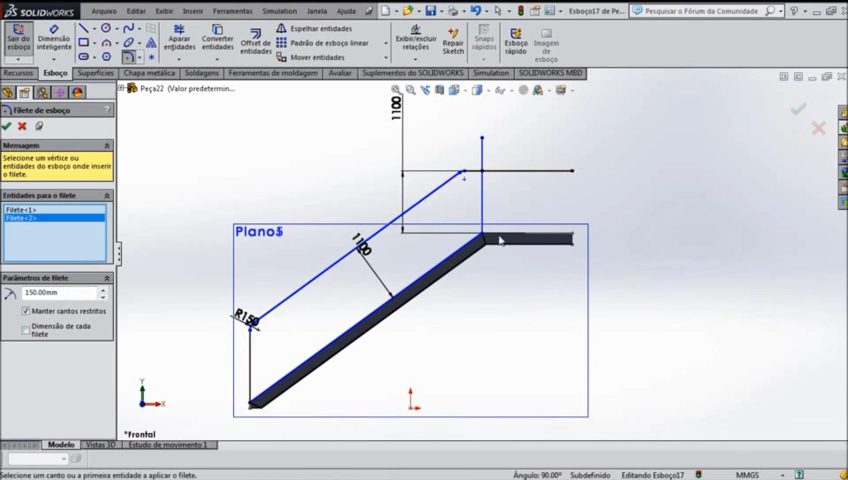 SOLIDWORKS
Arquivo Editar Exibir Inserir Ferramentas Simulation Janela Ajuda
Esboço17 de Pe...
Pesquisar o Fórum da Comunidade
Sair do esboço
Dimensão inteligente
Aparar entidades
Converter entidades
Offset de entidades
Espelhar entidades
Padrão de esboço linear
Mover entidades
Exibir/excluir relações
Repair Sketch
Snaps rápidos
Esboço rápido
Imagem de esboço
Recursos Esboço Superfícies Chapa metálica Soldagens Ferramentas de moldagem Avaliar Suplementos do SOLIDWORKS Simulation SOLIDWORKS MBD
Peça22 (Valor predetermin...
Filete de esboço
?
Mensagem
Selecione um vértice ou
entidades do esboço onde inserir
o filete.
Entidades para o filete
Filete<1>
Filete<2>
Parâmetros de filete
150.00mm
Manter cantos restritos
Dimensão de cada
filete
1100
1100
R150
Y
X
*Frontal
Modelo Vistas 3D Estudo de movimento 1
Selecione um canto ou a primeira entidade a aplicar o filete.
Ângulo: 90.00° Subdefinido Editando Esboço17 MMGS